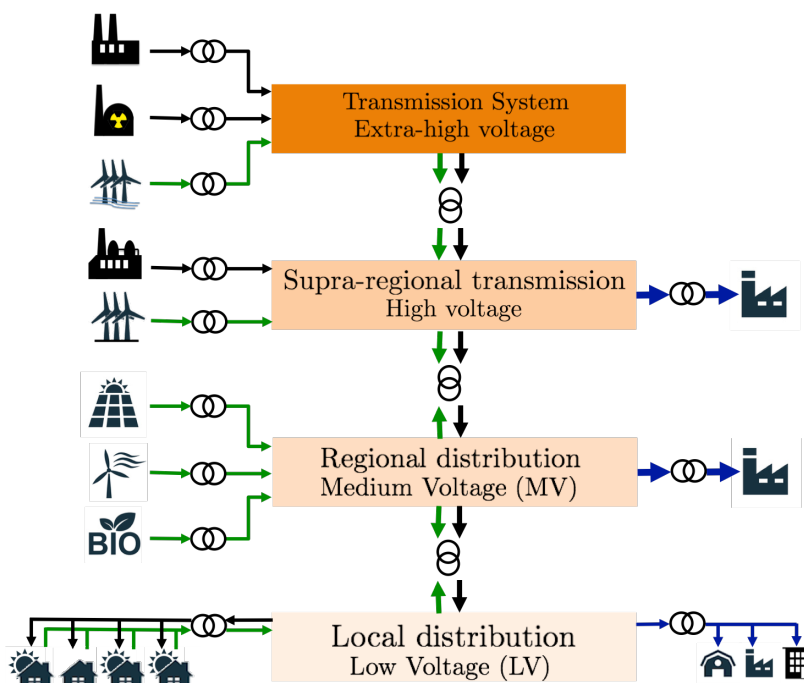 Transmission System
Extra-high voltage
Supra-regional transmission
High voltage
Regional distribution
Medium Voltage (MV)
BIO
Local distribution
Low Voltage (LV)